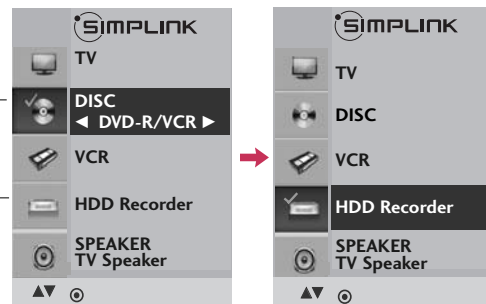 SIMPLINK
TV
DISC
◄ DVD-R/VCR ►
VCR
HDD Recorder
SPEAKER
TV Speaker
▲▼ ◉
SIMPLINK
TV
DISC
VCR
HDD Recorder
SPEAKER
TV Speaker
▲▼ ◉